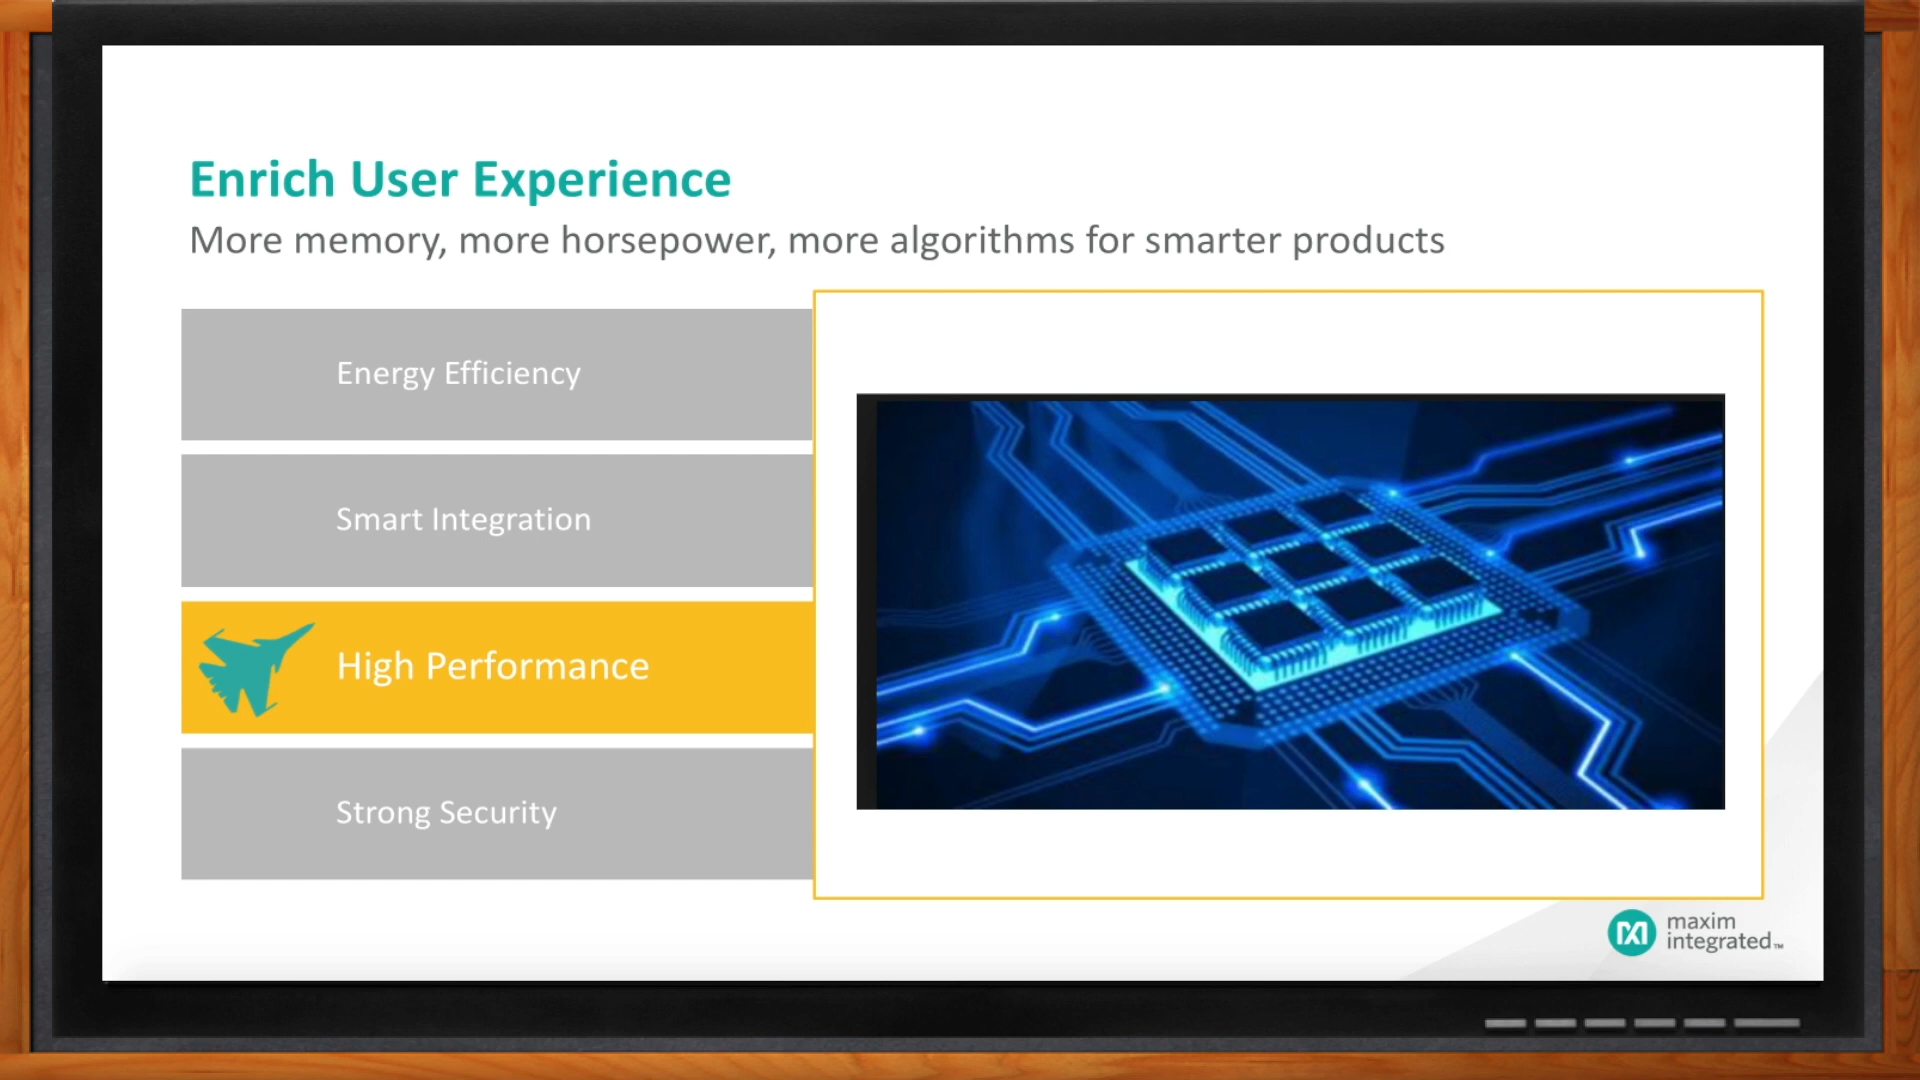 Enrich User Experience
More memory, more horsepower, more algorithms for smarter products
Energy Efficiency
Smart Integration
High Performance
Strong Security
maxim
integrated™